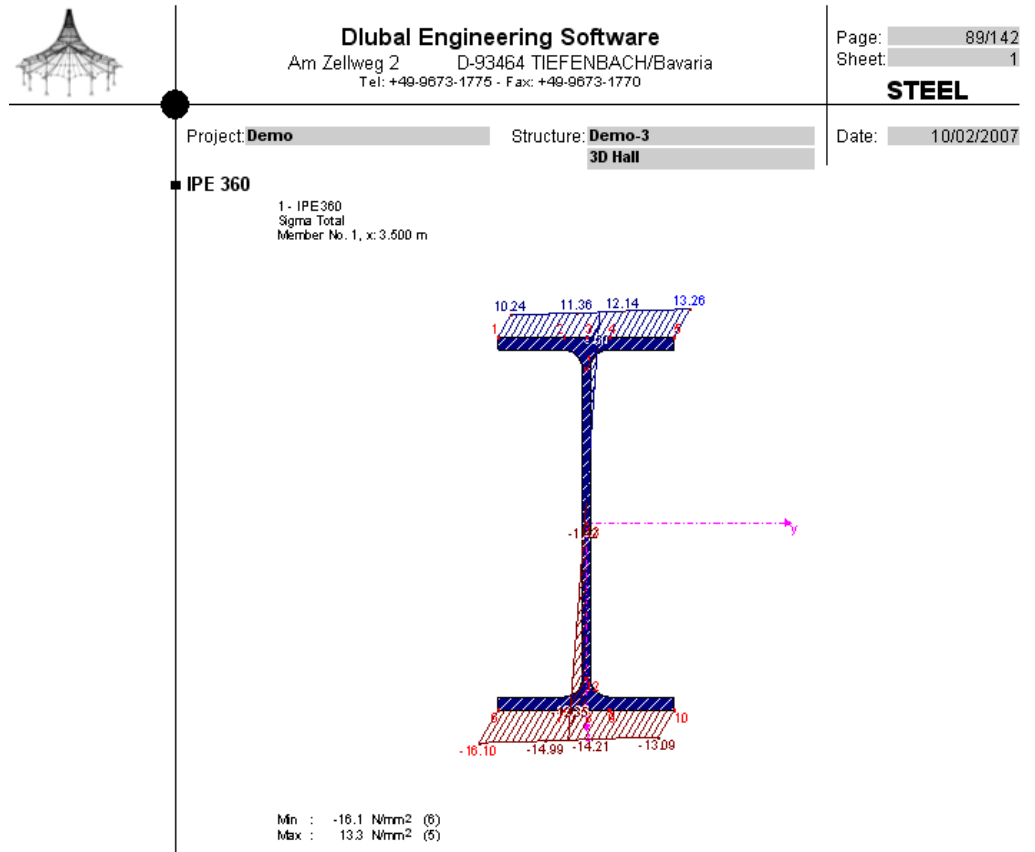 Dlubal Engineering Software
Am Zellweg 2 D-93464 TIEFENBACH/Bavaria
Tel: +49-9673-1775 - Fax: +49-9673-1770
Page: 89/142
Sheet: 1
STEEL
Project: Demo
Structure: Demo-3
3D Hall
Date: 10/02/2007
IPE 360
1 - IPE360
Sigma Total
Member No. 1, x: 3.500 m
10.24 11.36 12.14 13.26
1 2 3 4 5
y
6 10
-16.10 -14.99 -14.21 -13.09
Min : -16.1 N/mm² (6)
Max : 13.3 N/mm² (5)